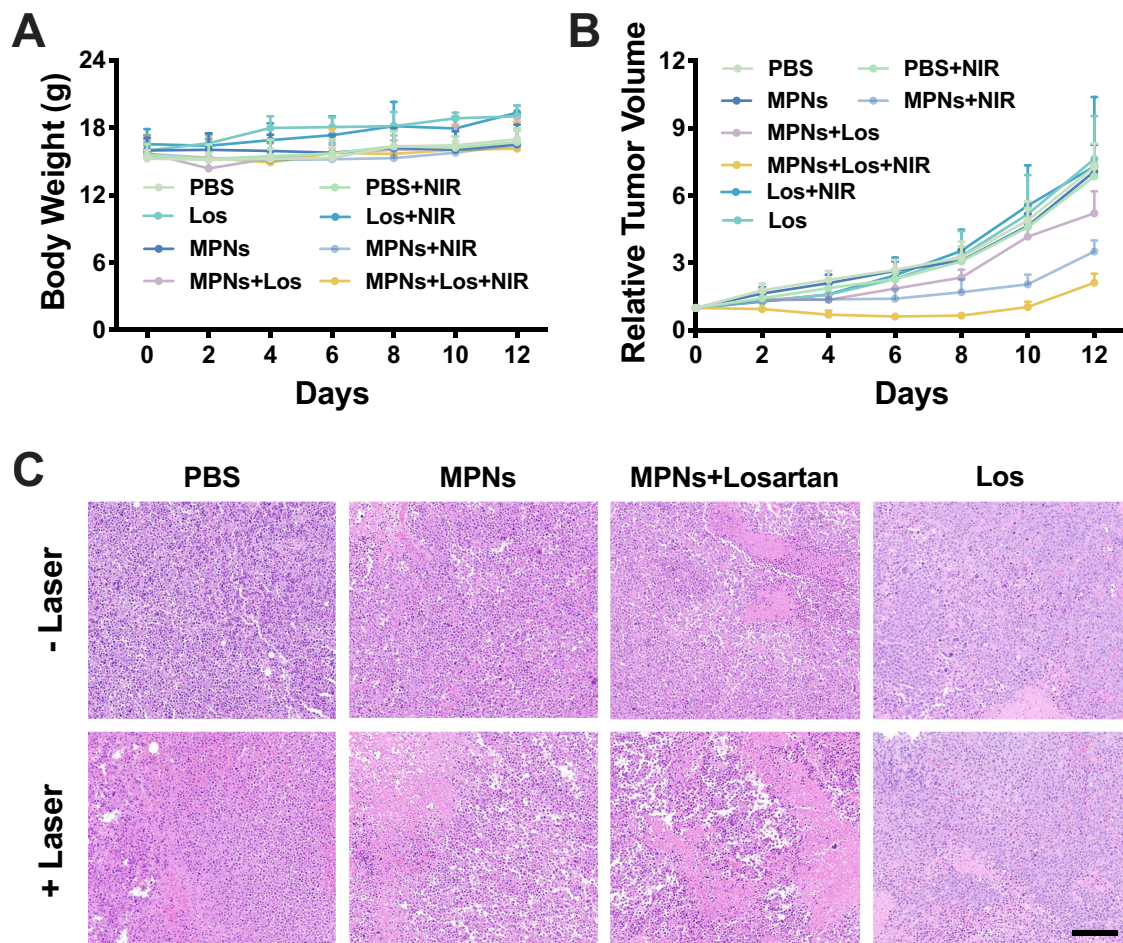 A
Body Weight (g)
24
18
12
6
0
PBS
PBS+NIR
Los
Los+NIR
MPNs
MPNs+NIR
MPNs+Los
MPNs+Los+NIR
0 2 4 6 8 10 12
Days
B
Relative Tumor Volume
12
9
6
3
0
PBS
PBS+NIR
MPNs
MPNs+NIR
MPNs+Los
MPNs+Los+NIR
Los+NIR
Los
0 2 4 6 8 10 12
Days
C
PBS
MPNs
MPNs+Losartan
Los
- Laser
+ Laser